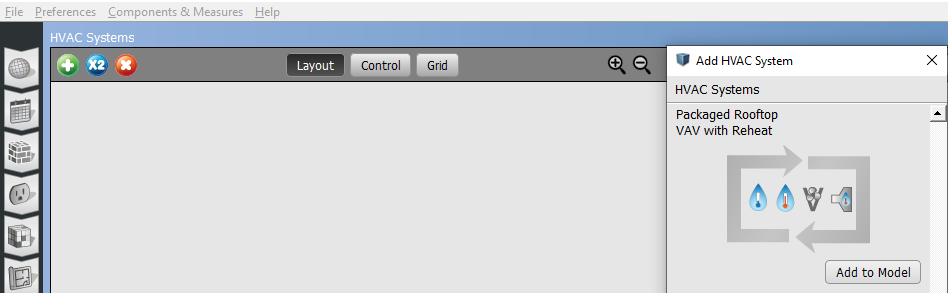 File Preferences Components & Measures Help
HVAC Systems
X2
Layout Control Grid
Add HVAC System
HVAC Systems
Packaged Rooftop
VAV with Reheat
Add to Model